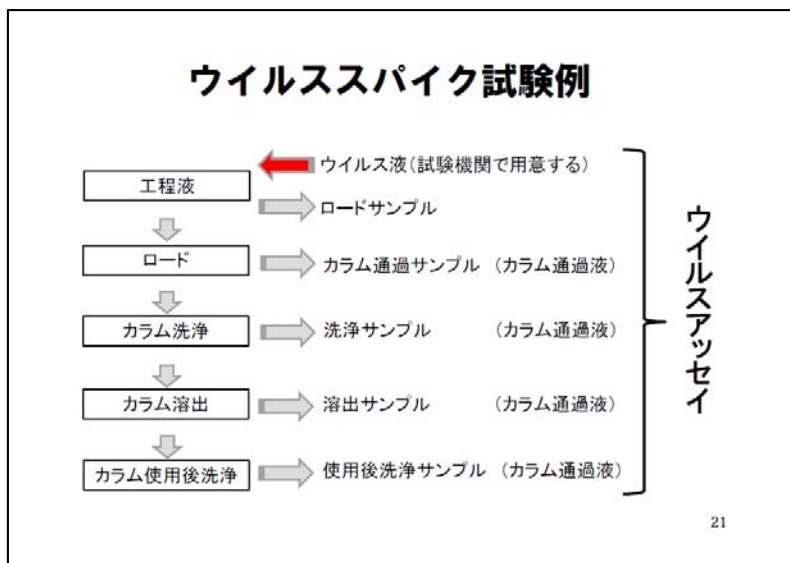 ウイルススパイク試験例
工程液
ウイルス液(試験機関で用意する)
ロードサンプル
ロード
カラム通過サンプル (カラム通過液)
カラム洗浄
洗浄サンプル (カラム通過液)
カラム溶出
溶出サンプル (カラム通過液)
カラム使用後洗浄
使用後洗浄サンプル (カラム通過液)
ウイルスアッセイ
21